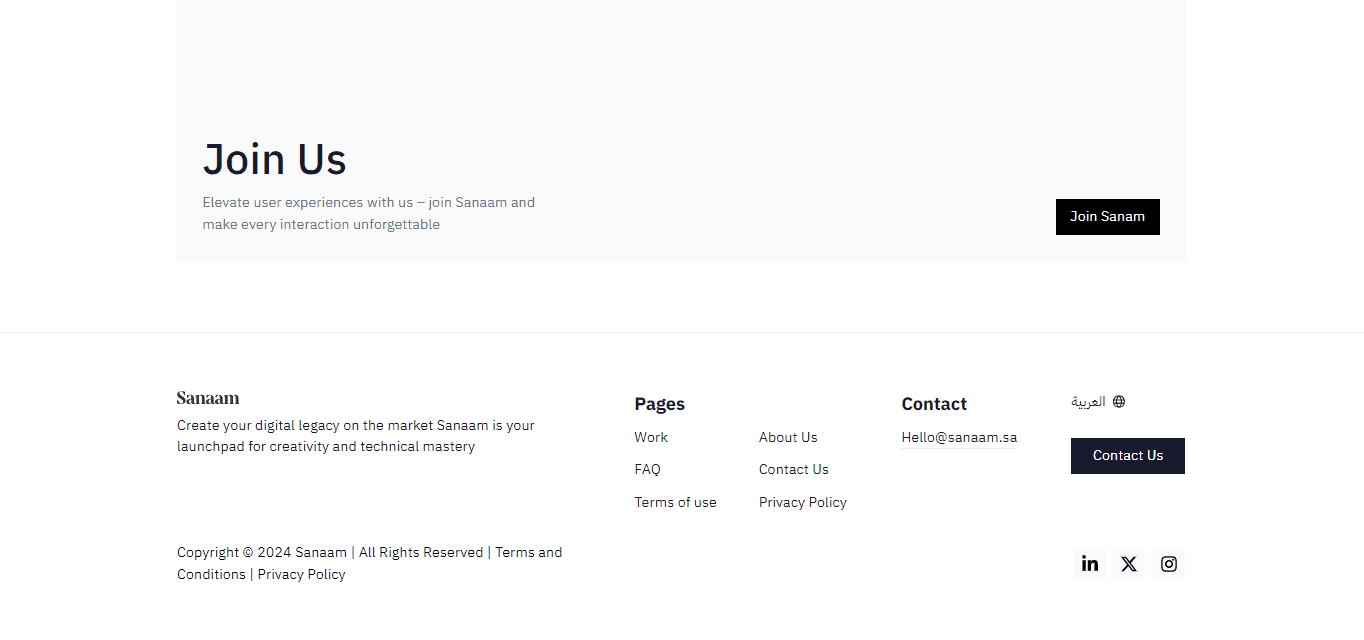 Join Us
Elevate user experiences with us – join Sanaam and
make every interaction unforgettable
Join Sanam
Sanaam
Create your digital legacy on the market Sanaam is your
launchpad for creativity and technical mastery
Pages
Work
About Us
FAQ
Contact Us
Terms of use
Privacy Policy
Contact
Hello@sanaam.sa
العربية
Contact Us
Copyright © 2024 Sanaam | All Rights Reserved | Terms and
Conditions | Privacy Policy